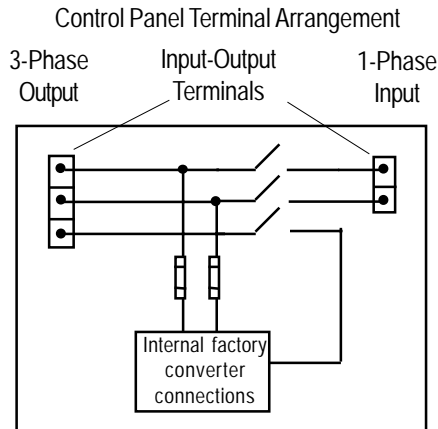 Control Panel Terminal Arrangement
3-Phase
Output
Input-Output
Terminals
1-Phase
Input
Internal factory
converter
connections